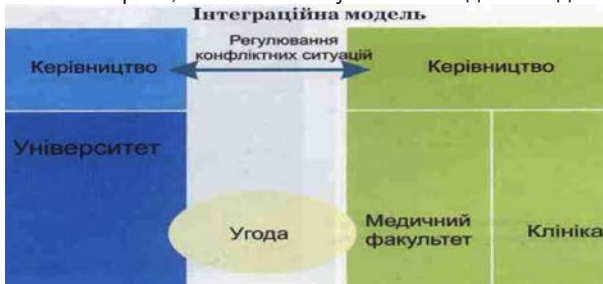 Інтеграційна модель
Регулювання
конфліктних ситуацій
Керівництво
Керівництво
Університет
Угода
Медичний
факультет
Клініка